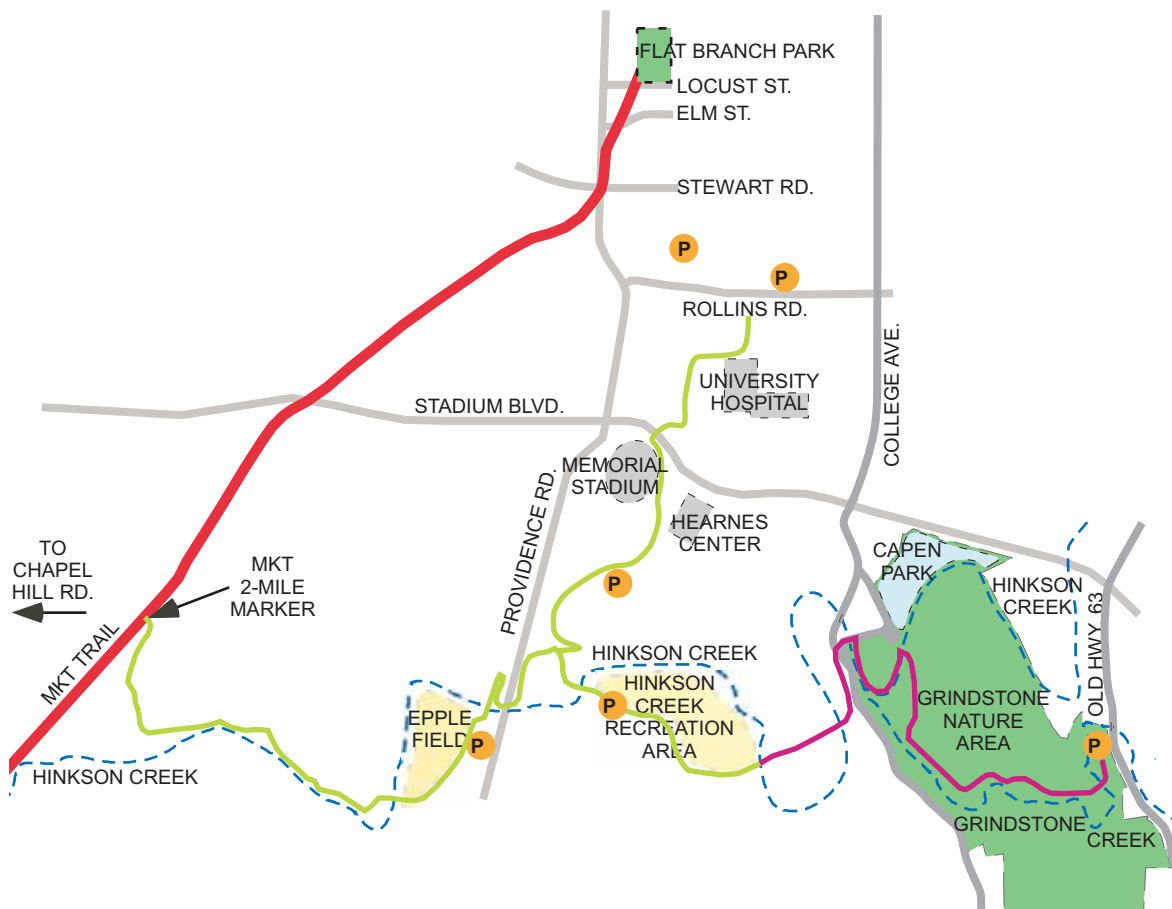 FLAT BRANCH PARK
LOCUST ST.
ELM ST.
STEWART RD.
P
P
ROLLINS RD.
COLLEGE AVE.
UNIVERSITY
HOSPITAL
STADIUM BLVD.
MEMORIAL
STADIUM
PROVIDENCE RD.
HEARNES
CENTER
CAPEN
PARK
TO
CHAPEL
HILL RD.
MKT
2-MILE
MARKER
P
HINKSON
CREEK
OLD HWY 63
MKT TRAIL
HINKSON CREEK
HINKSON
CREEK
RECREATION
AREA
P
GRINDSTONE
NATURE
AREA
EPPLE
FIELD
P
P
HINKSON CREEK
GRINDSTONE
CREEK